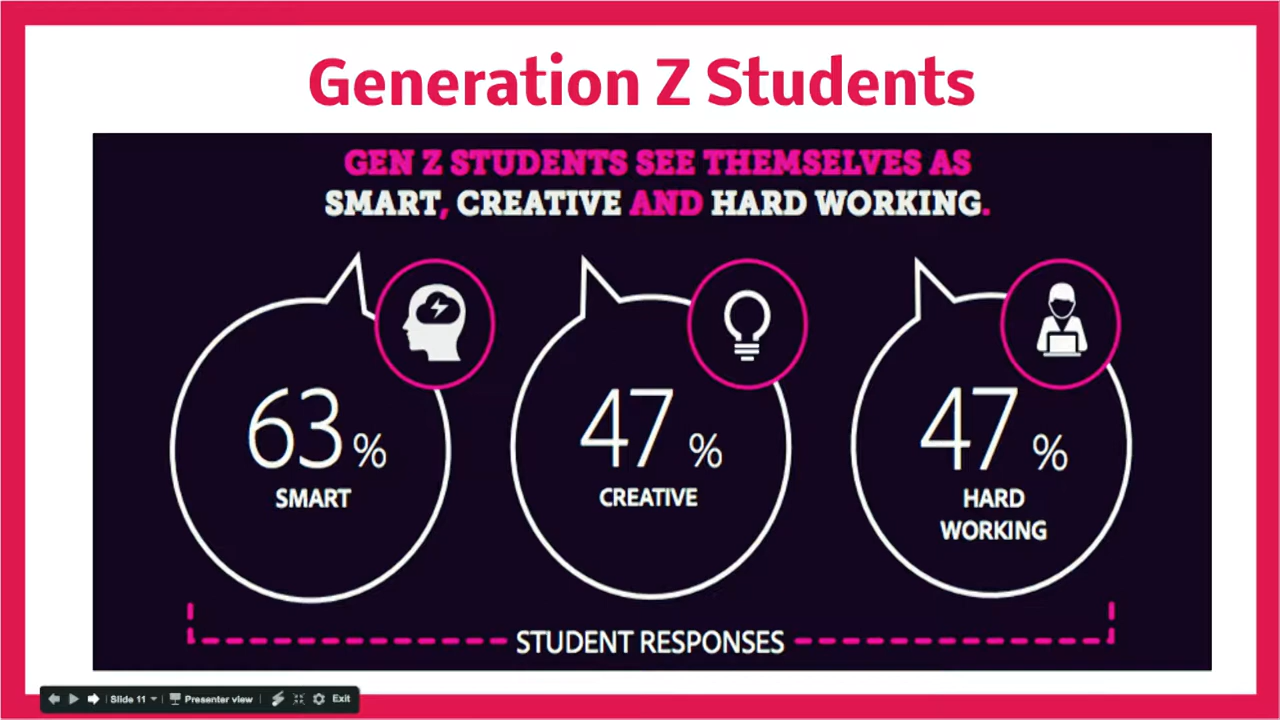 Generation Z Students
GEN Z STUDENTS SEE THEMSELVES AS
SMART, CREATIVE AND HARD WORKING.
63%
SMART
47 %
CREATIVE
47 %
HARD
WORKING
STUDENT RESPONSES
Slide 11
Presenter view
Exit